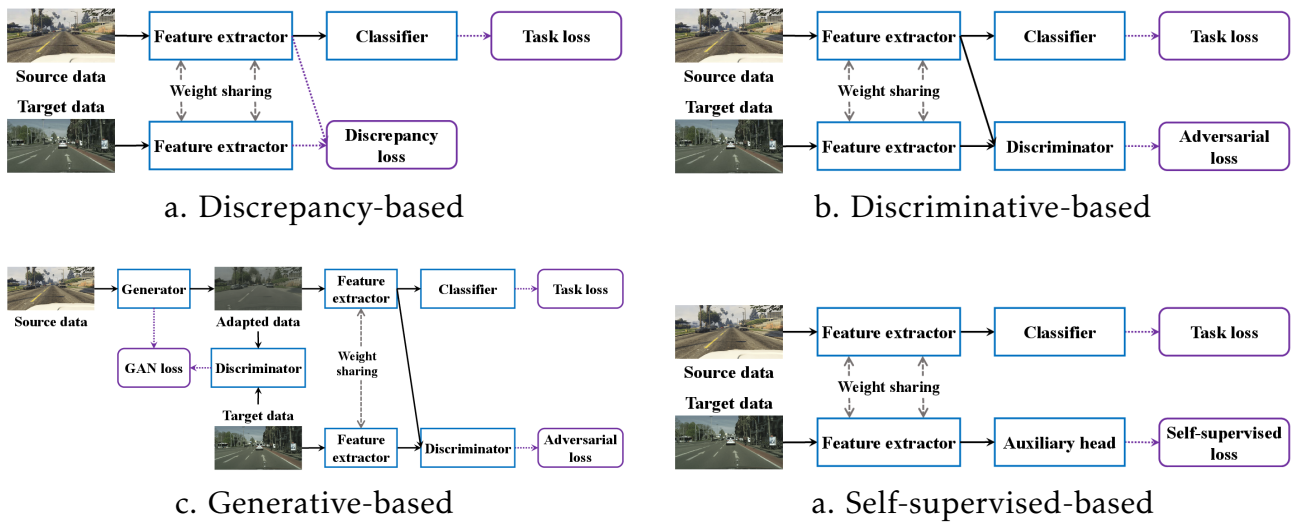 Feature extractor
Classifier
Task loss
Source data
Weight sharing
Target data
Feature extractor
Discrepancy
loss
a. Discrepancy-based
Feature extractor
Classifier
Task loss
Source data
Weight sharing
Target data
Feature extractor
Discriminator
Adversarial
loss
b. Discriminative-based
Generator
Feature
extractor
Classifier
Task loss
Source data
Adapted data
GAN loss
Discriminator
Weight
sharing
Target data
Feature
extractor
Discriminator
Adversarial
loss
c. Generative-based
Feature extractor
Classifier
Task loss
Source data
Weight sharing
Target data
Feature extractor
Auxiliary head
Self-supervised
loss
a. Self-supervised-based